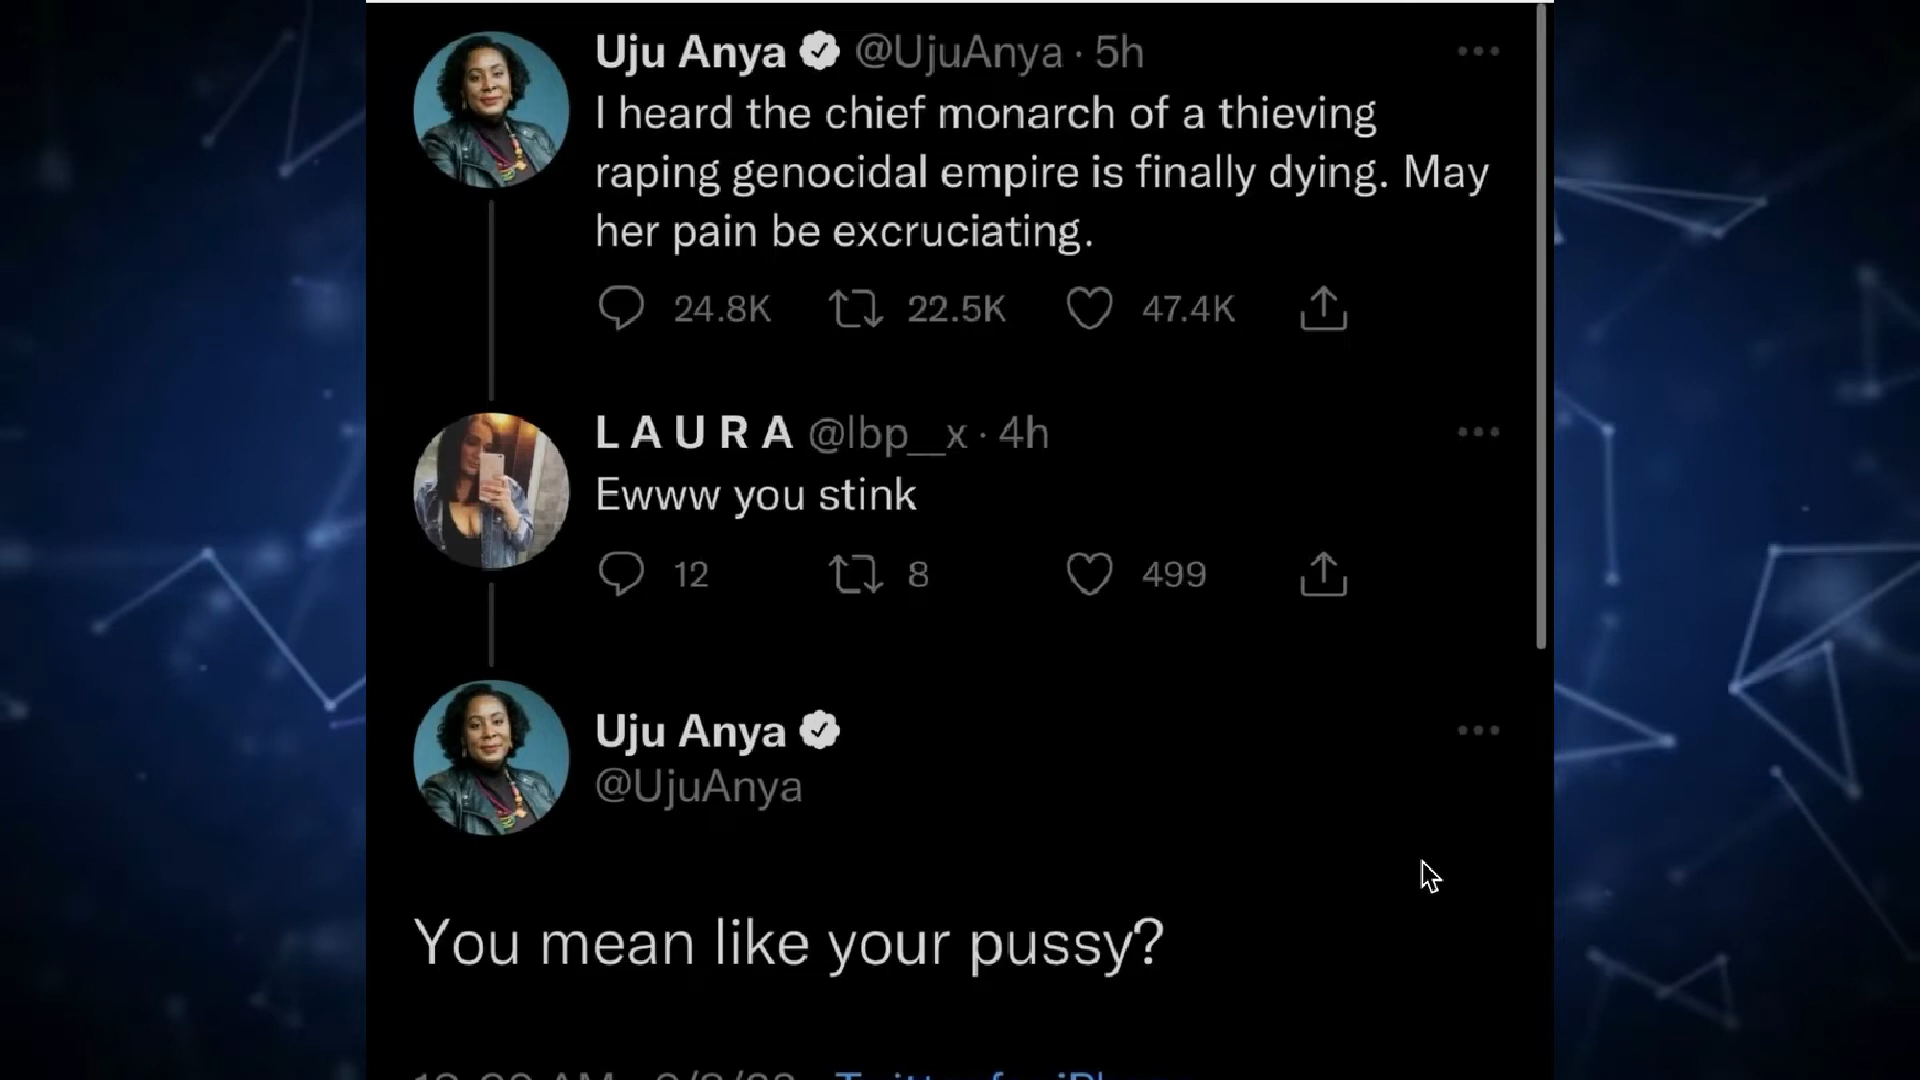 Uju Anya @UjuAnya · 5h
I heard the chief monarch of a thieving
raping genocidal empire is finally dying. May
her pain be excruciating.
24.8K 22.5K 47.4K
L A U R A @lbp__x · 4h
Ewww you stink
12 8 499
Uju Anya
@UjuAnya
You mean like your pussy?